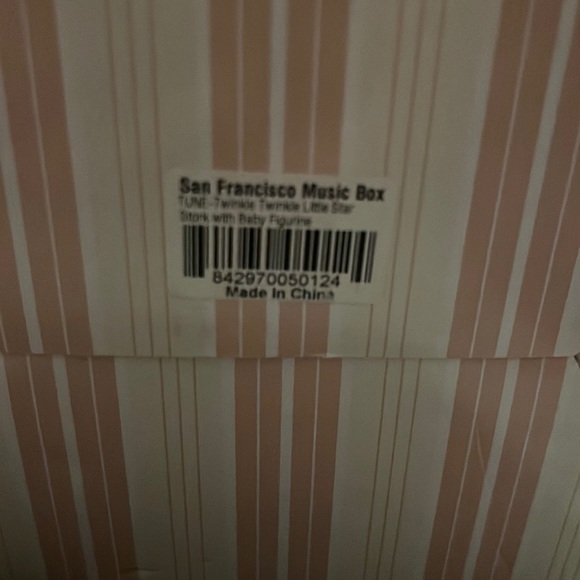 San Francisco Music Box
TUNE-Twinkle Twinkle Little Star
Stork with Baby Figurine
842970050124
Made In China